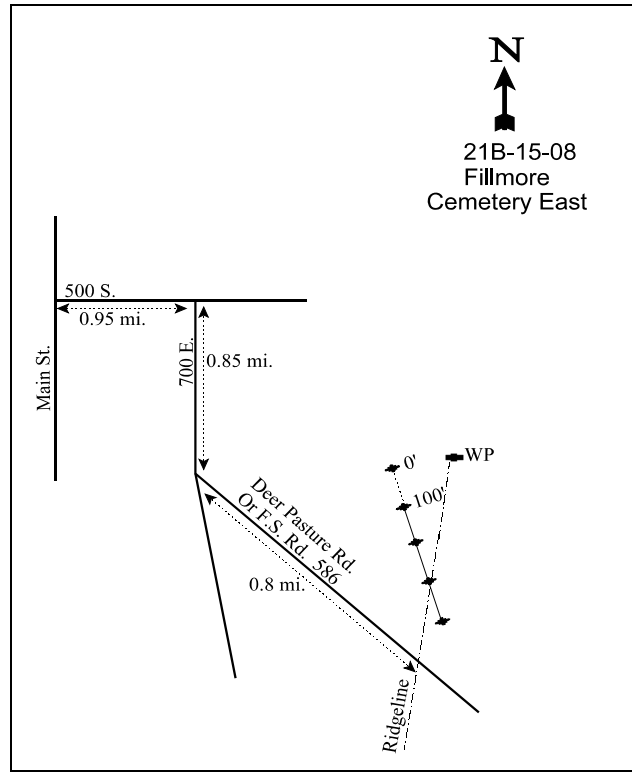 N
21B-15-08
Fillmore
Cemetery East
500 S.
0.95 mi.
Main St.
700 E.
0.85 mi.
0'
WP
100'
Deer Pasture Rd.
Or F.S. Rd. 586
0.8 mi.
Ridgeline